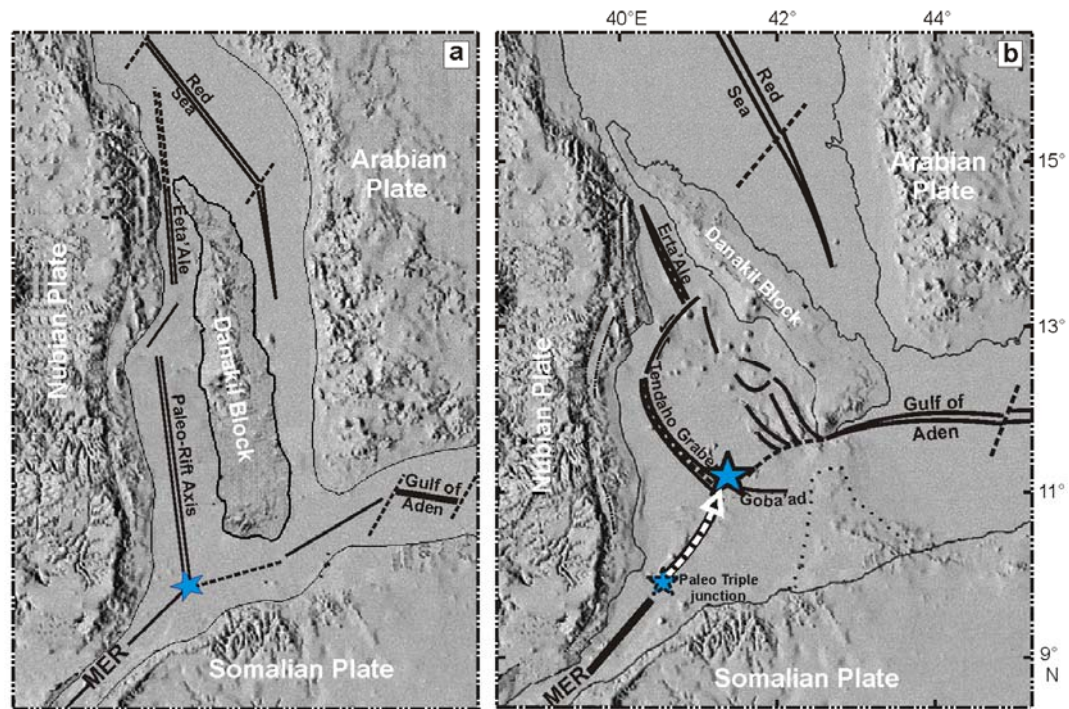 40°E
42°
44°
a
Red
Sea
Arabian
Plate
Eeta'Ale
Nubian Plate
Danakil Block
Paleo-Rift Axis
Gulf of
Aden
MER
Somalian Plate
b
Red
Sea
Arabian
Plate
15°
Erta'Ale
Danakil Block
13°
Nubian Plate
Tendaho Grabe
Gulf of
Aden
Goba'ad
11°
Paleo Triple
junction
MER
Somalian Plate
9°
N